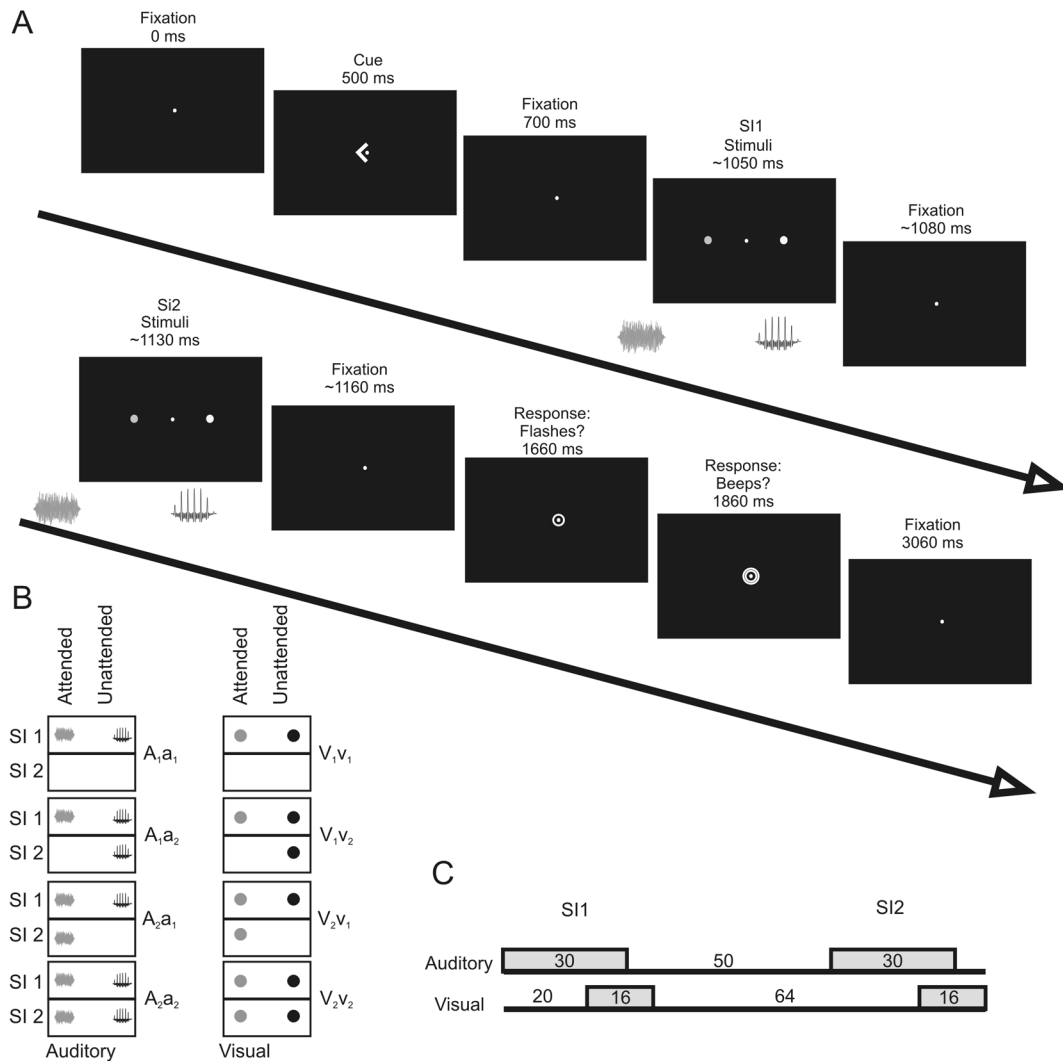 A
Fixation
0 ms
Cue
500 ms
Fixation
700 ms
SI1
Stimuli
~1050 ms
Fixation
~1080 ms
Si2
Stimuli
~1130 ms
Fixation
~1160 ms
Response:
Flashes?
1660 ms
Response:
Beeps?
1860 ms
Fixation
3060 ms
B
Attended
Unattended
Attended
Unattended
SI 1
SI 2
A₁a₁
V₁v₁
SI 1
SI 2
A₁a₂
V₁v₂
SI 1
SI 2
A₂a₁
V₂v₁
SI 1
SI 2
A₂a₂
V₂v₂
Auditory
Visual
C
SI1
SI2
Auditory
30
50
30
Visual
20
16
64
16